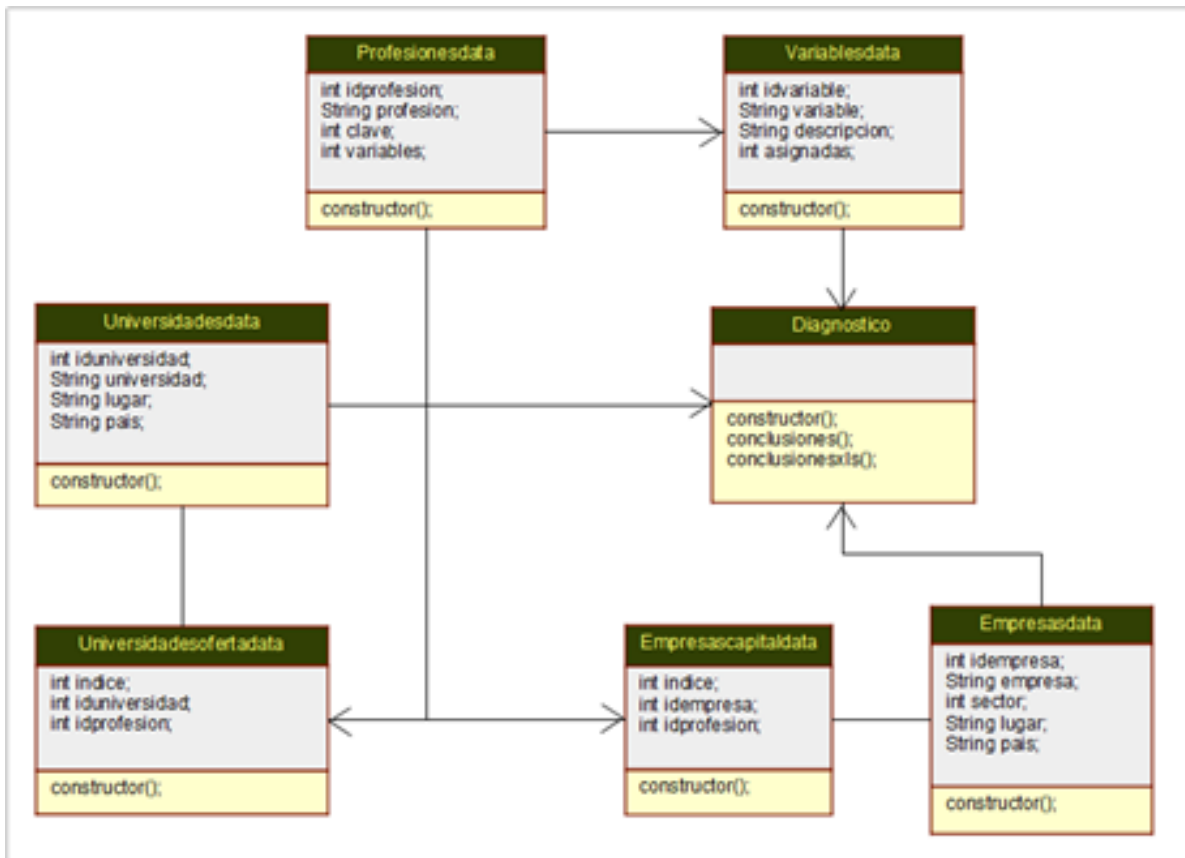 Profesionesdata
int idprofesion;
String profesion;
int clave;
int variables;
constructor();
Variablesdata
int idvariable;
String variable;
String descripcion;
int asignadas;
constructor();
Universidadesdata
int iduniversidad;
String universidad;
String lugar;
String pais;
constructor();
Diagnostico
constructor();
conclusiones();
conclusionesxls();
Universidadesofertadata
int indice;
int iduniversidad;
int idprofesion;
constructor();
Empresascapitaldata
int indice;
int idempresa;
int idprofesion;
constructor();
Empresasdata
int idempresa;
String empresa;
int sector;
String lugar;
String pais;
constructor();